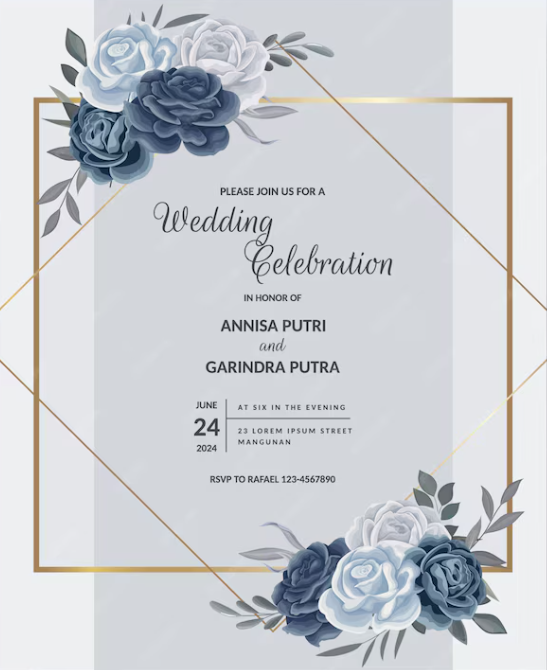 PLEASE JOIN US FOR A
Wedding
Celebration
IN HONOR OF
ANNISA PUTRI
and
GARINDRA PUTRA
JUNE
24
2024
AT SIX IN THE EVENING
23 LOREM IPSUM STREET
MANGUNAN
RSVP TO RAFAEL 123-4567890